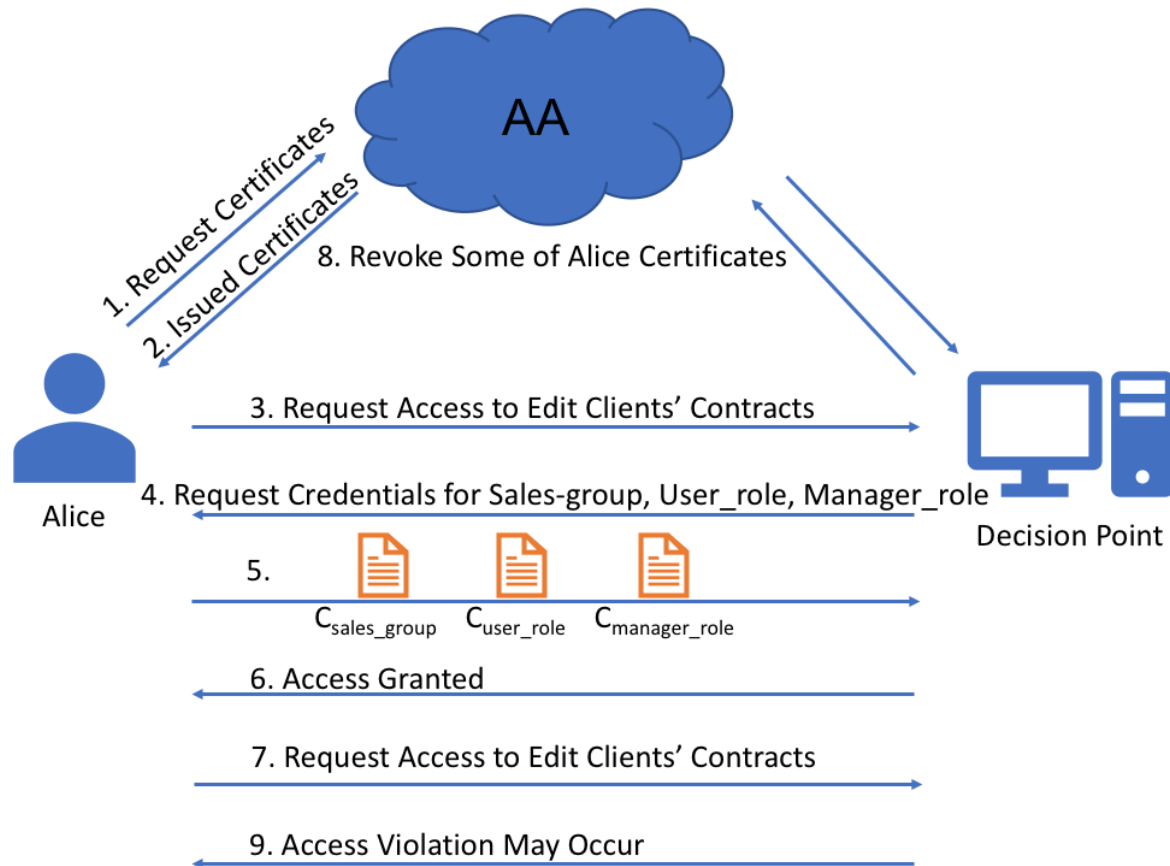 AA
1. Request Certificates
2. Issued Certificates
8. Revoke Some of Alice Certificates
3. Request Access to Edit Clients’ Contracts
4. Request Credentials for Sales-group, User_role, Manager_role
Alice
Decision Point
5.
Csales_group Cuser_role Cmanager_role
6. Access Granted
7. Request Access to Edit Clients’ Contracts
9. Access Violation May Occur